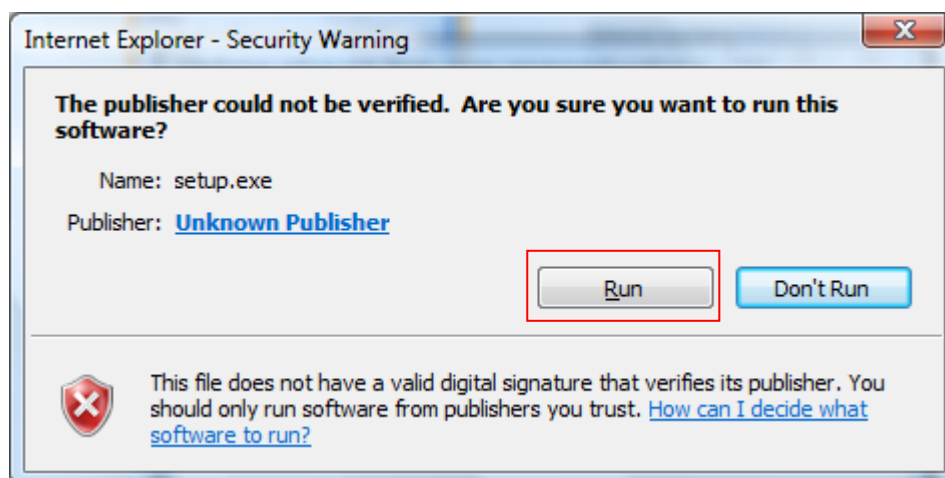 Internet Explorer - Security Warning
The publisher could not be verified.  Are you sure you want to run this
software?
Name: setup.exe
Publisher: Unknown Publisher
Run Don't Run
This file does not have a valid digital signature that verifies its publisher. You
should only run software from publishers you trust. How can I decide what
software to run?